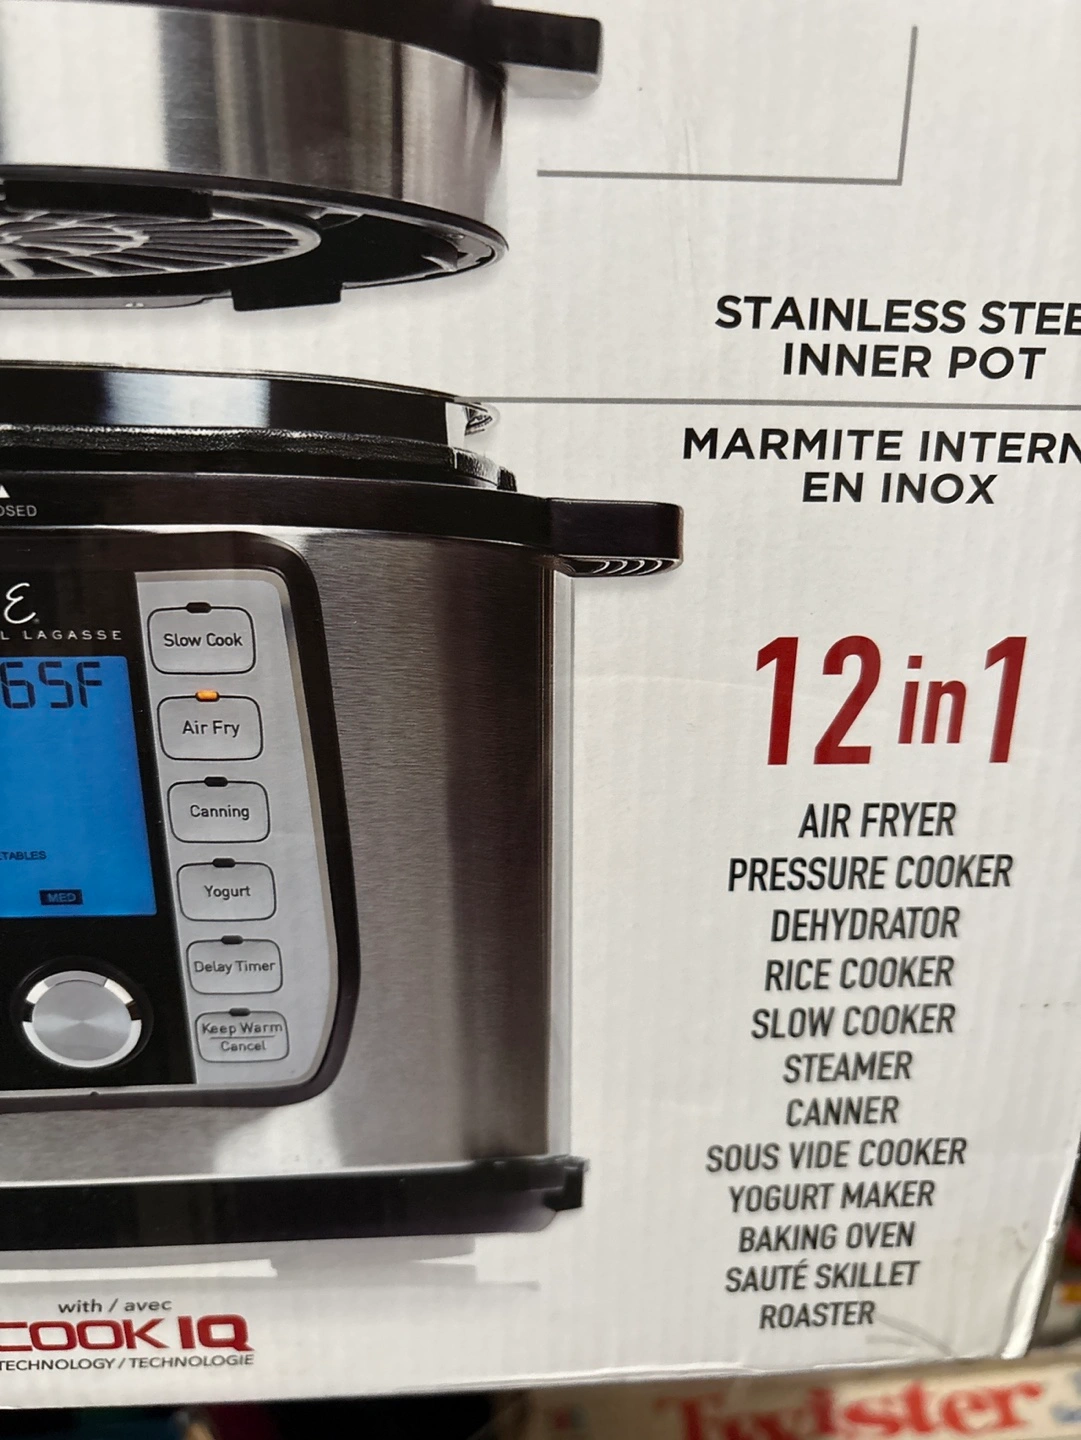 STAINLESS STEE
INNER POT
MARMITE INTERN
EN INOX
OSED
E
L LAGASSE
65F
ETABLES
MED
Slow Cook
Air Fry
Canning
Yogurt
Delay Timer
Keep Warm
Cancel
12 in 1
AIR FRYER
PRESSURE COOKER
DEHYDRATOR
RICE COOKER
SLOW COOKER
STEAMER
CANNER
SOUS VIDE COOKER
YOGURT MAKER
BAKING OVEN
SAUTÉ SKILLET
ROASTER
with / avec
COOK IQ
TECHNOLOGY / TECHNOLOGIE
Twister